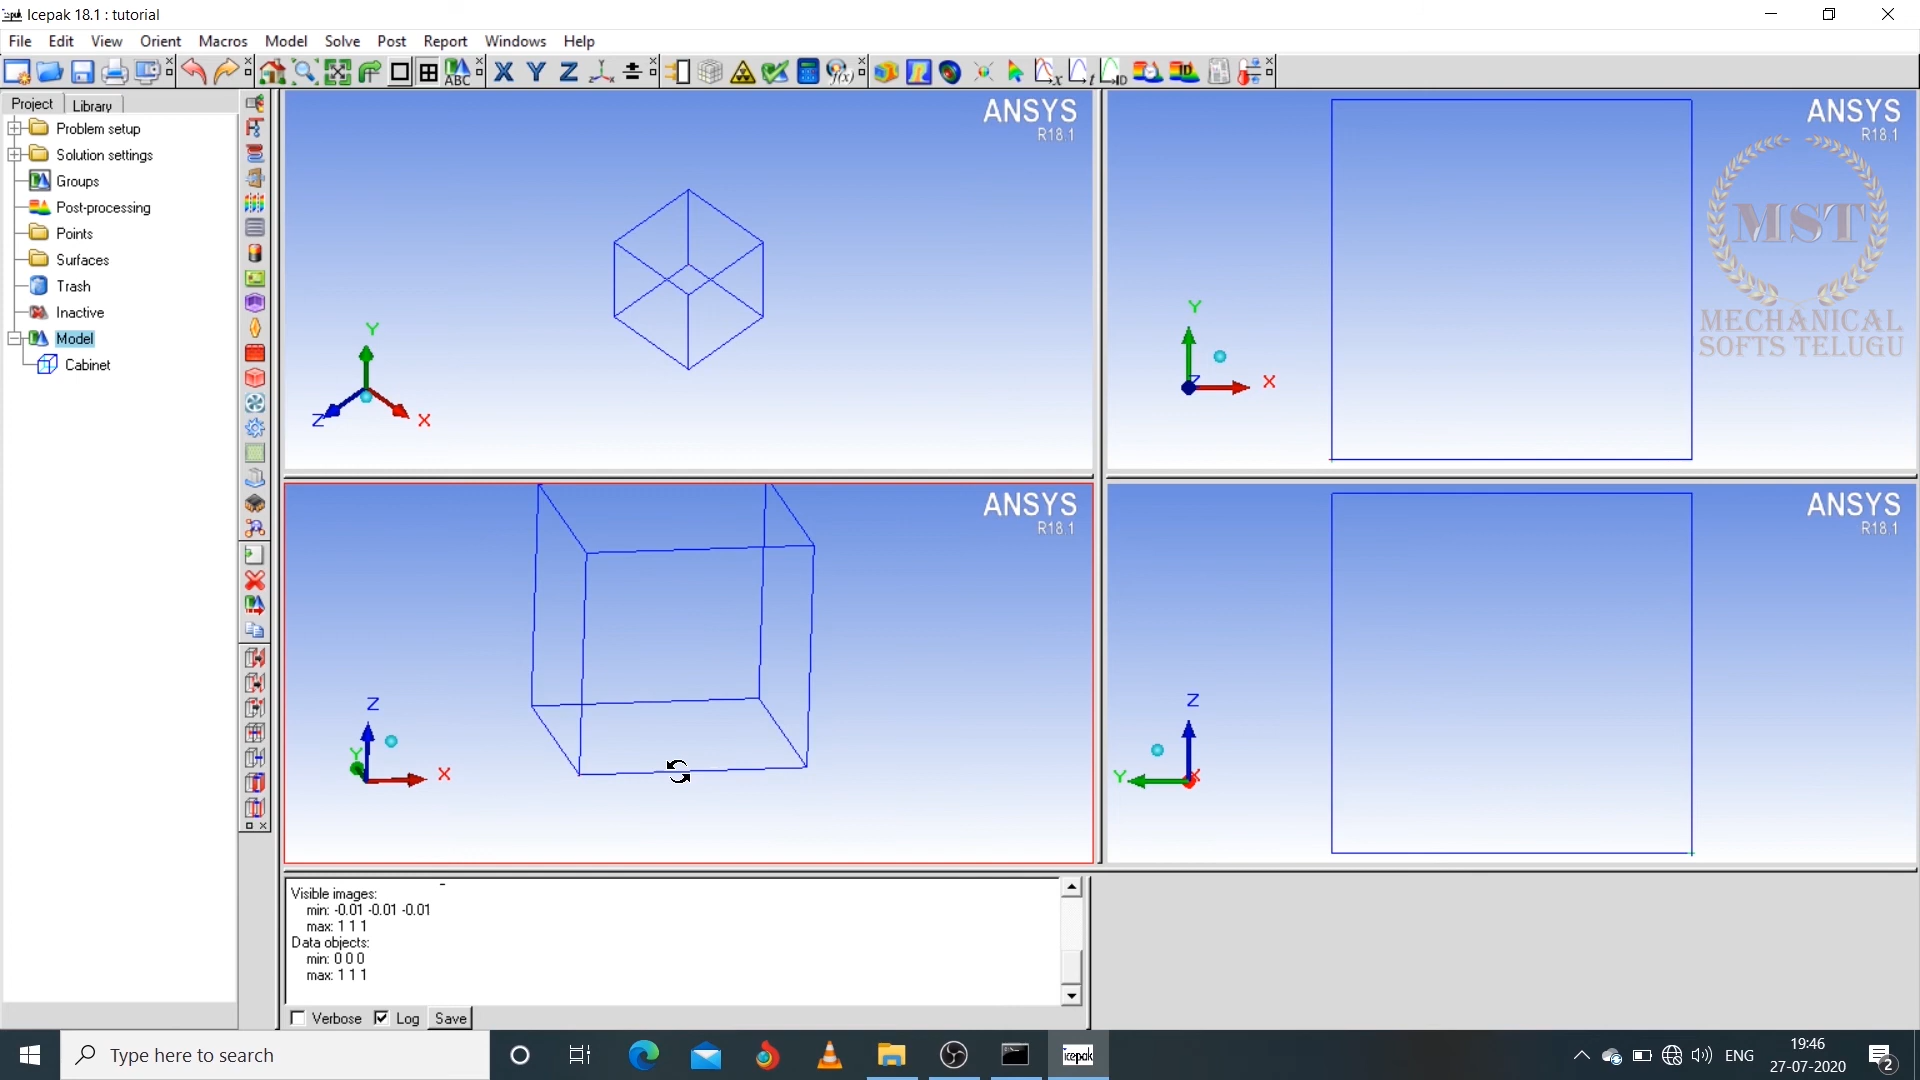 Icepak 18.1 : tutorial
File Edit View Orient Macros Model Solve Post Report Windows Help
Project Library
Problem setup
Solution settings
Groups
Post-processing
Points
Surfaces
Trash
Inactive
Model
Cabinet
ANSYS
R18.1
Y
Z
X
ANSYS
R18.1
MST
MECHANICAL
SOFTS TELUGU
Y
Z
X
ANSYS
R18.1
Z
Y
X
ANSYS
R18.1
Z
Y
X
Visible images:
min: -0.01 -0.01 -0.01
max: 1 1 1
Data objects:
min: 0 0 0
max: 1 1 1
Verbose Log Save
Type here to search
icepak
ENG
19:46
27-07-2020
2